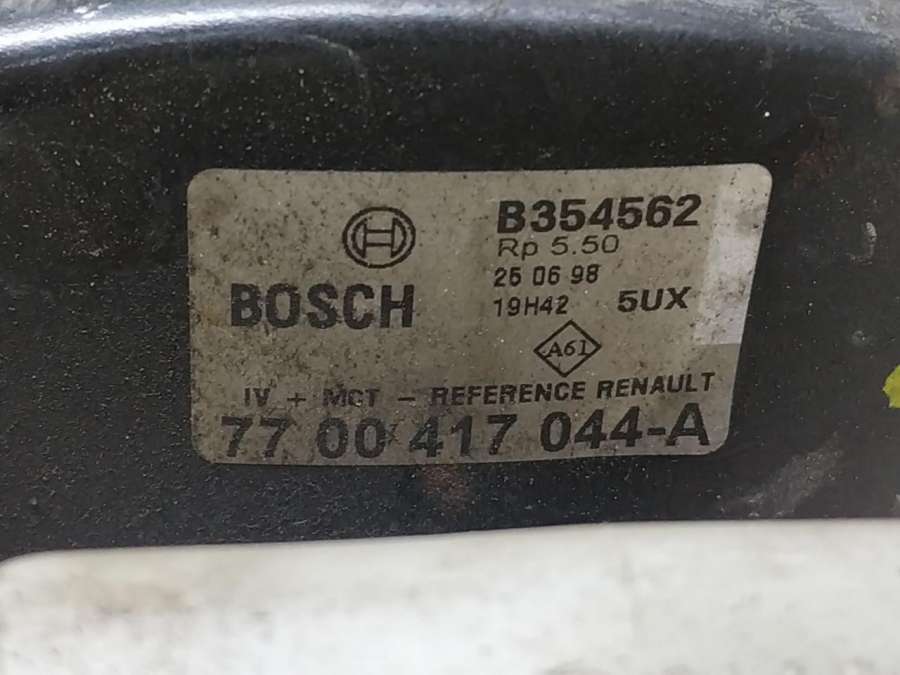 BOSCH
B354562
Rp 5.50
25 06 98
19H42 5UX
A61
IV + MCT - REFERENCE RENAULT
77 00 417 044-A